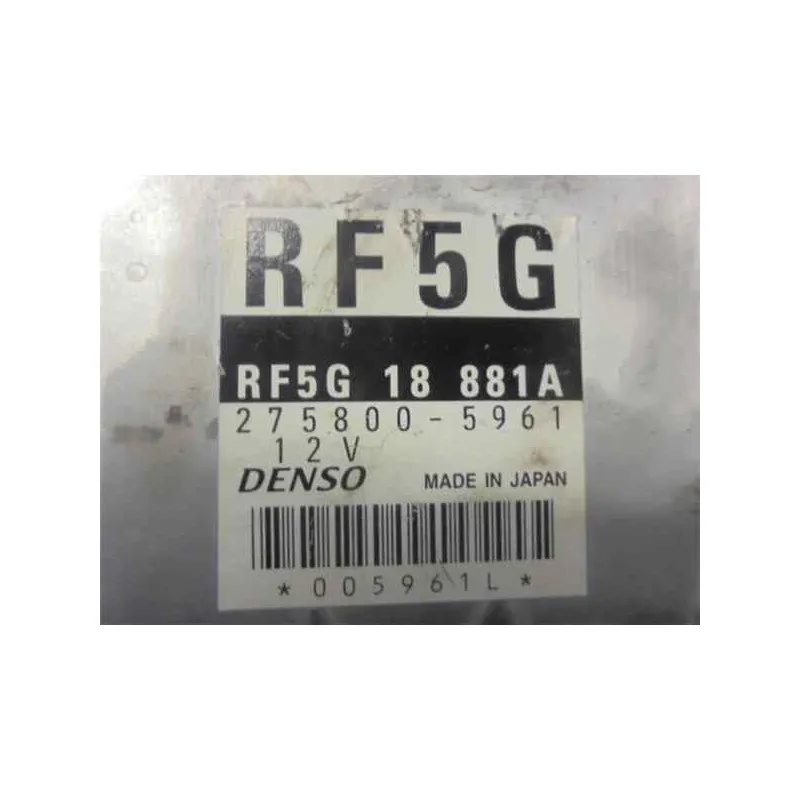 RF5G
RF5G 18 881A
275800-5961
12V
DENSO MADE IN JAPAN
*005961L*